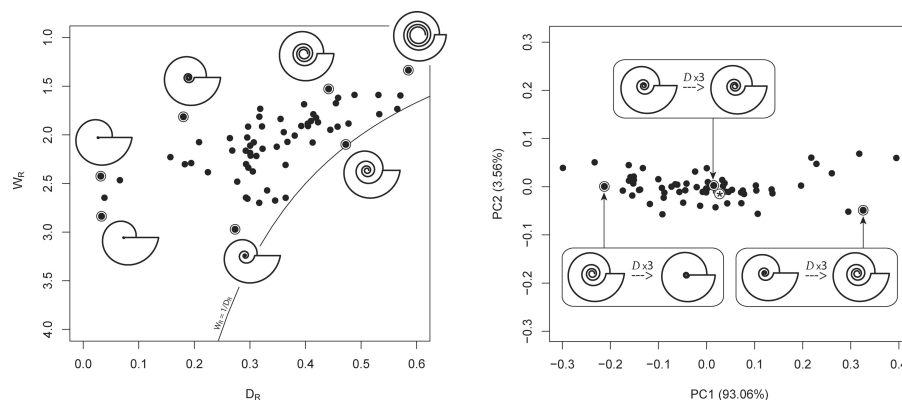 1.0
1.5
2.0
2.5
3.0
3.5
4.0
W_R
0.0 0.1 0.2 0.3 0.4 0.5 0.6
D_R
W_R = 1/D_R
0.3
0.2
0.1
0.0
−0.1
−0.2
−0.3
PC2 (3.56%)
D x3
--->
*
D x3
--->
D x3
--->
−0.3 −0.2 −0.1 0.0 0.1 0.2 0.3 0.4
PC1 (93.06%)